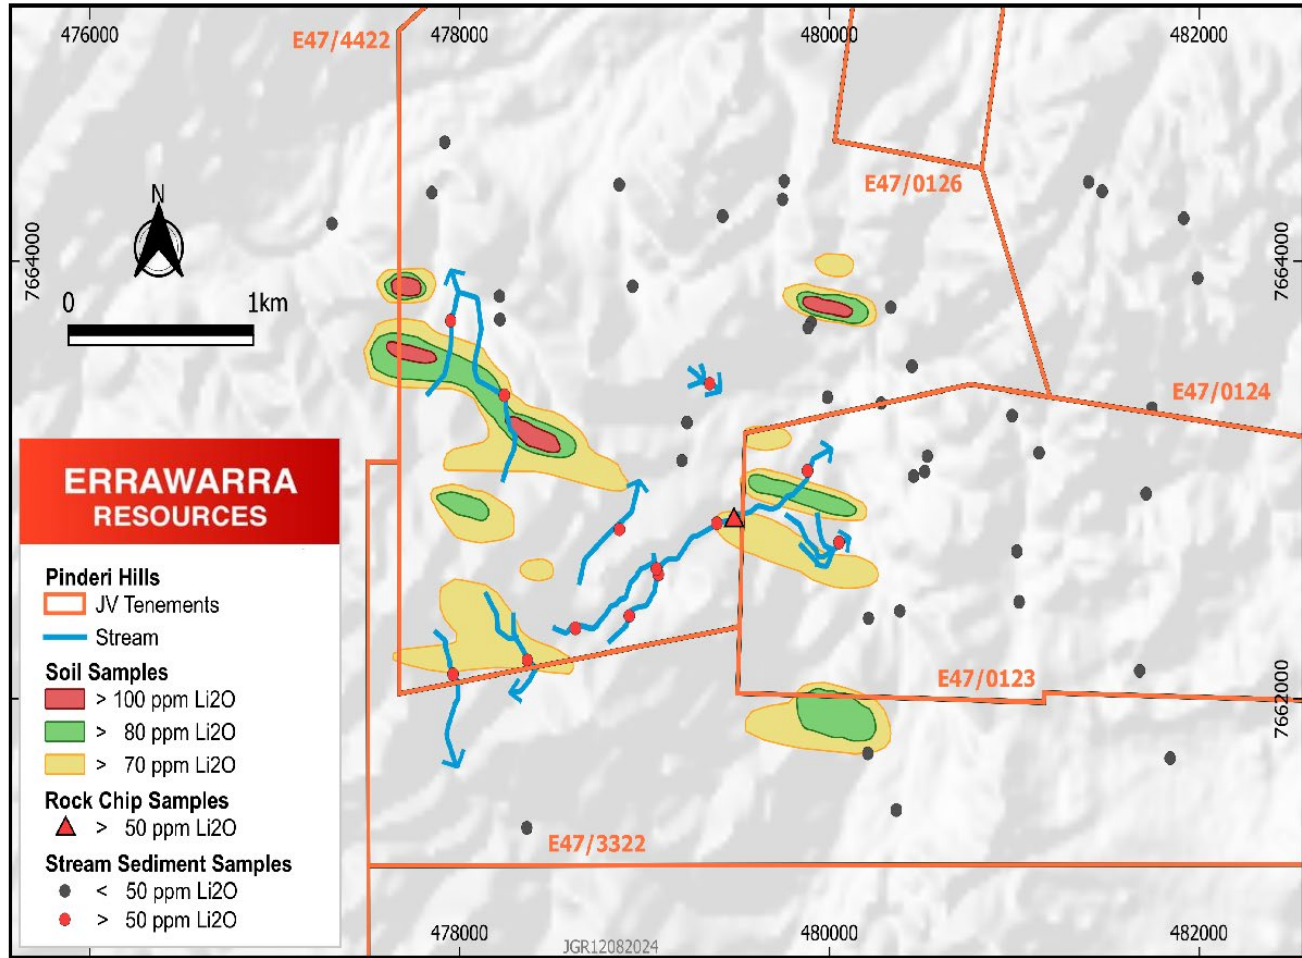 476000
478000
480000
482000
E47/4422
E47/0126
N
7664000
7664000
0 1km
E47/0124
ERRAWARRA
RESOURCES
Pinderi Hills
JV Tenements
Stream
Soil Samples
> 100 ppm Li2O
> 80 ppm Li2O
> 70 ppm Li2O
Rock Chip Samples
> 50 ppm Li2O
Stream Sediment Samples
< 50 ppm Li2O
> 50 ppm Li2O
E47/0123
7662000
E47/3322
478000
480000
482000
JGR12082024